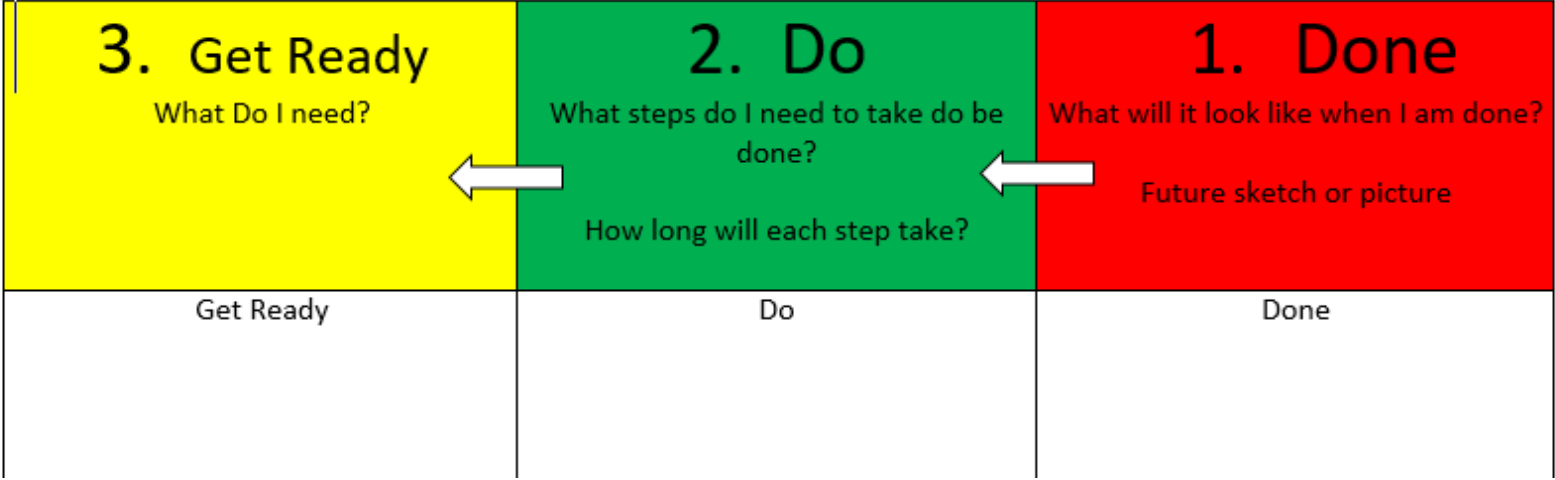 3. Get Ready
What Do I need?
2. Do
What steps do I need to take do be
done?
How long will each step take?
1. Done
What will it look like when I am done?
Future sketch or picture
Get Ready
Do
Done